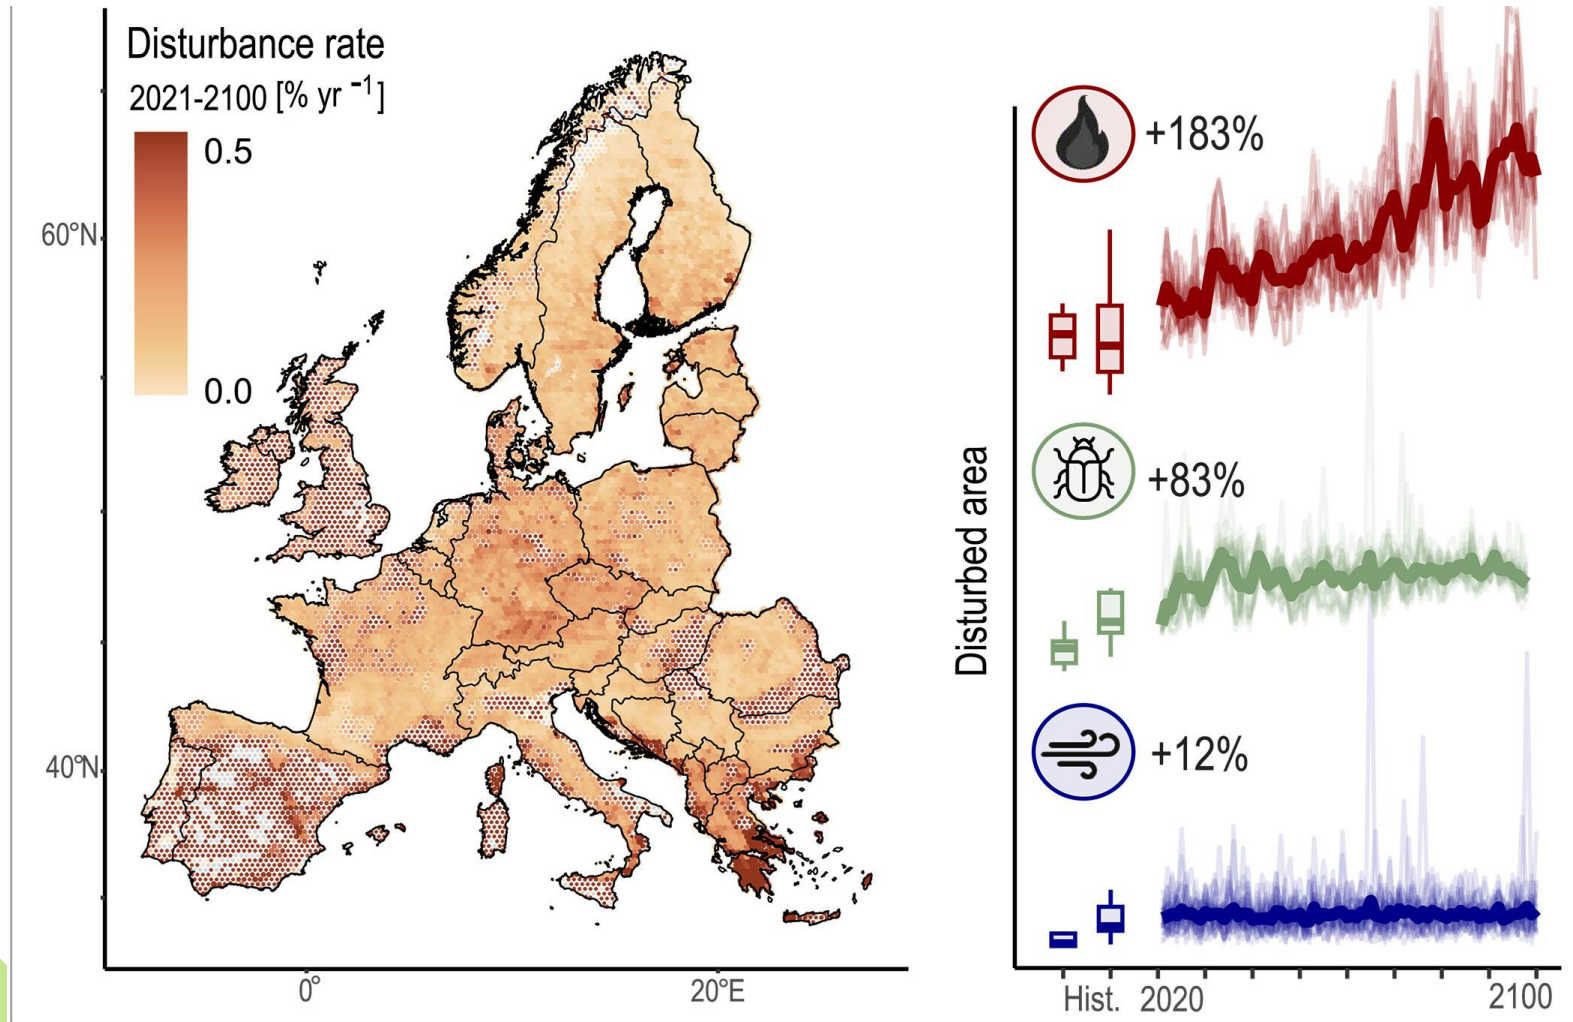 Disturbance rate
2021-2100 [% yr ⁻¹]
0.5
0.0
60°N
40°N
0°
20°E
Disturbed area
+183%
+83%
+12%
Hist. 2020 2100